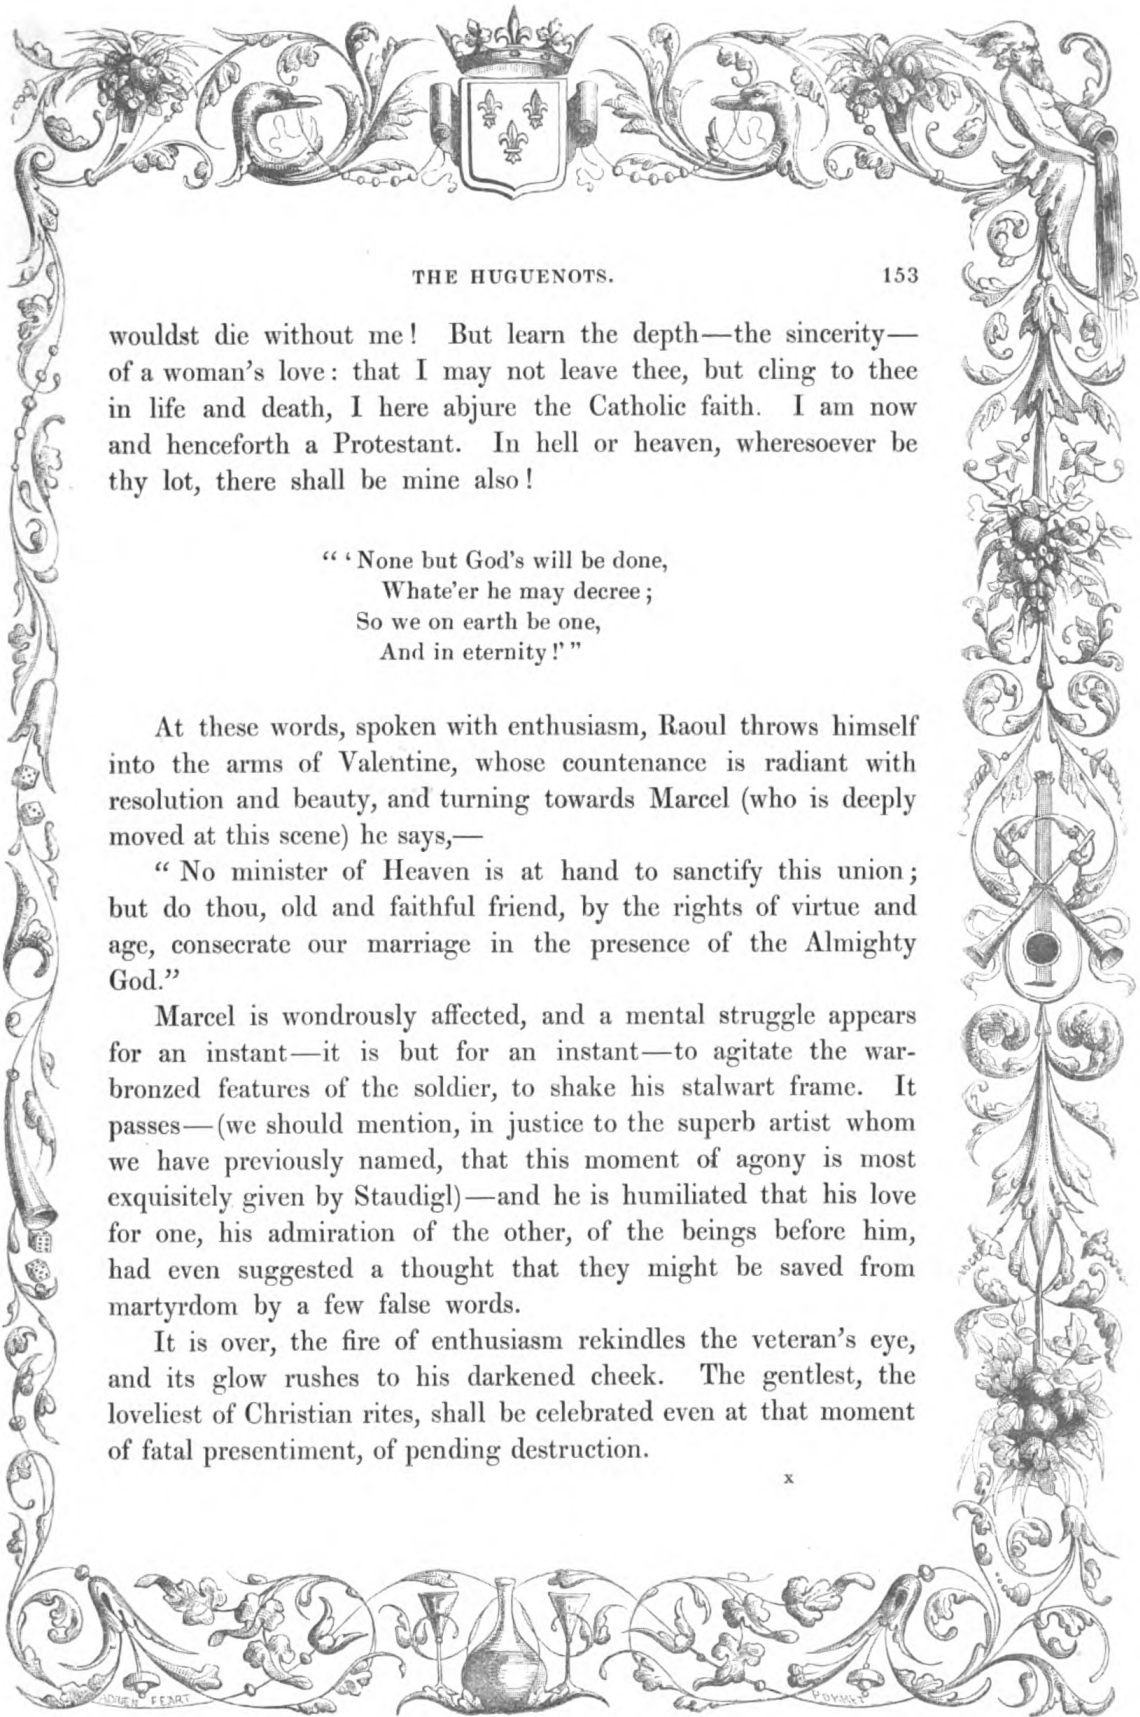 THE HUGUENOTS. 153
wouldst die without me! But learn the depth—the sincerity—
of a woman's love: that I may not leave thee, but cling to thee
in life and death, I here abjure the Catholic faith. I am now
and henceforth a Protestant. In hell or heaven, wheresoever be
thy lot, there shall be mine also!
“ ‘ None but God's will be done,
Whate'er he may decree;
So we on earth be one,
And in eternity!’ ”
At these words, spoken with enthusiasm, Raoul throws himself
into the arms of Valentine, whose countenance is radiant with
resolution and beauty, and turning towards Marcel (who is deeply
moved at this scene) he says,—
“ No minister of Heaven is at hand to sanctify this union;
but do thou, old and faithful friend, by the rights of virtue and
age, consecrate our marriage in the presence of the Almighty
God.”
Marcel is wondrously affected, and a mental struggle appears
for an instant—it is but for an instant—to agitate the war-
bronzed features of the soldier, to shake his stalwart frame. It
passes—(we should mention, in justice to the superb artist whom
we have previously named, that this moment of agony is most
exquisitely given by Staudigl)—and he is humiliated that his love
for one, his admiration of the other, of the beings before him,
had even suggested a thought that they might be saved from
martyrdom by a few false words.
It is over, the fire of enthusiasm rekindles the veteran's eye,
and its glow rushes to his darkened cheek. The gentlest, the
loveliest of Christian rites, shall be celebrated even at that moment
of fatal presentiment, of pending destruction.
x
FEART